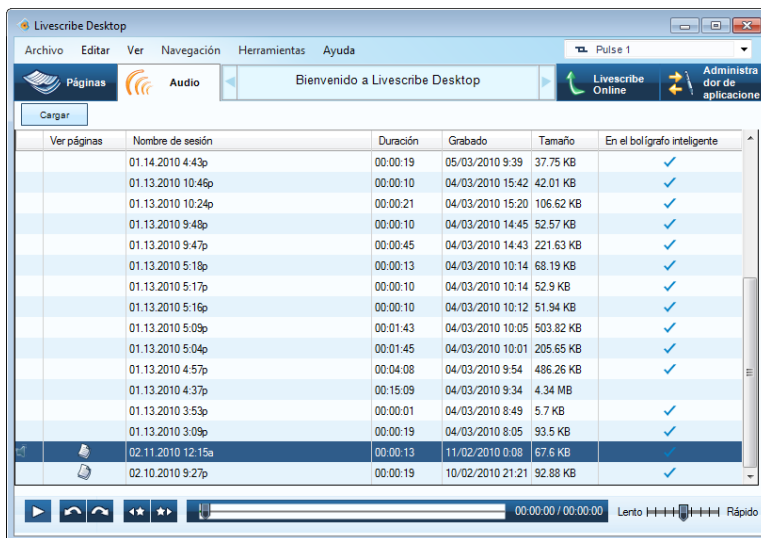 Livescribe Desktop
Archivo Editar Ver Navegación Herramientas Ayuda Pulse 1
Páginas Audio Bienvenido a Livescribe Desktop Livescribe Online Administra dor de aplicacione
Cargar
Ver páginas Nombre de sesión Duración Grabado Tamaño En el bolígrafo inteligente
01.14.2010 4:43p 00:00:19 05/03/2010 9:39 37.75 KB
01.13.2010 10:46p 00:00:10 04/03/2010 15:42 42.01 KB
01.13.2010 10:24p 00:00:21 04/03/2010 15:20 106.62 KB
01.13.2010 9:48p 00:00:10 04/03/2010 14:45 52.57 KB
01.13.2010 9:47p 00:00:45 04/03/2010 14:43 221.63 KB
01.13.2010 5:18p 00:00:13 04/03/2010 10:14 68.19 KB
01.13.2010 5:17p 00:00:10 04/03/2010 10:14 52.9 KB
01.13.2010 5:16p 00:00:10 04/03/2010 10:12 51.94 KB
01.13.2010 5:09p 00:01:43 04/03/2010 10:05 503.82 KB
01.13.2010 5:04p 00:01:45 04/03/2010 10:01 205.65 KB
01.13.2010 4:57p 00:04:08 04/03/2010 9:54 486.26 KB
01.13.2010 4:37p 00:15:09 04/03/2010 9:34 4.34 MB
01.13.2010 3:53p 00:00:01 04/03/2010 8:49 5.7 KB
01.13.2010 3:09p 00:00:19 04/03/2010 8:05 93.5 KB
02.11.2010 12:15a 00:00:13 11/02/2010 0:08 67.6 KB
02.10.2010 9:27p 00:00:19 10/02/2010 21:21 92.88 KB
00:00:00 / 00:00:00 Lento Rápido